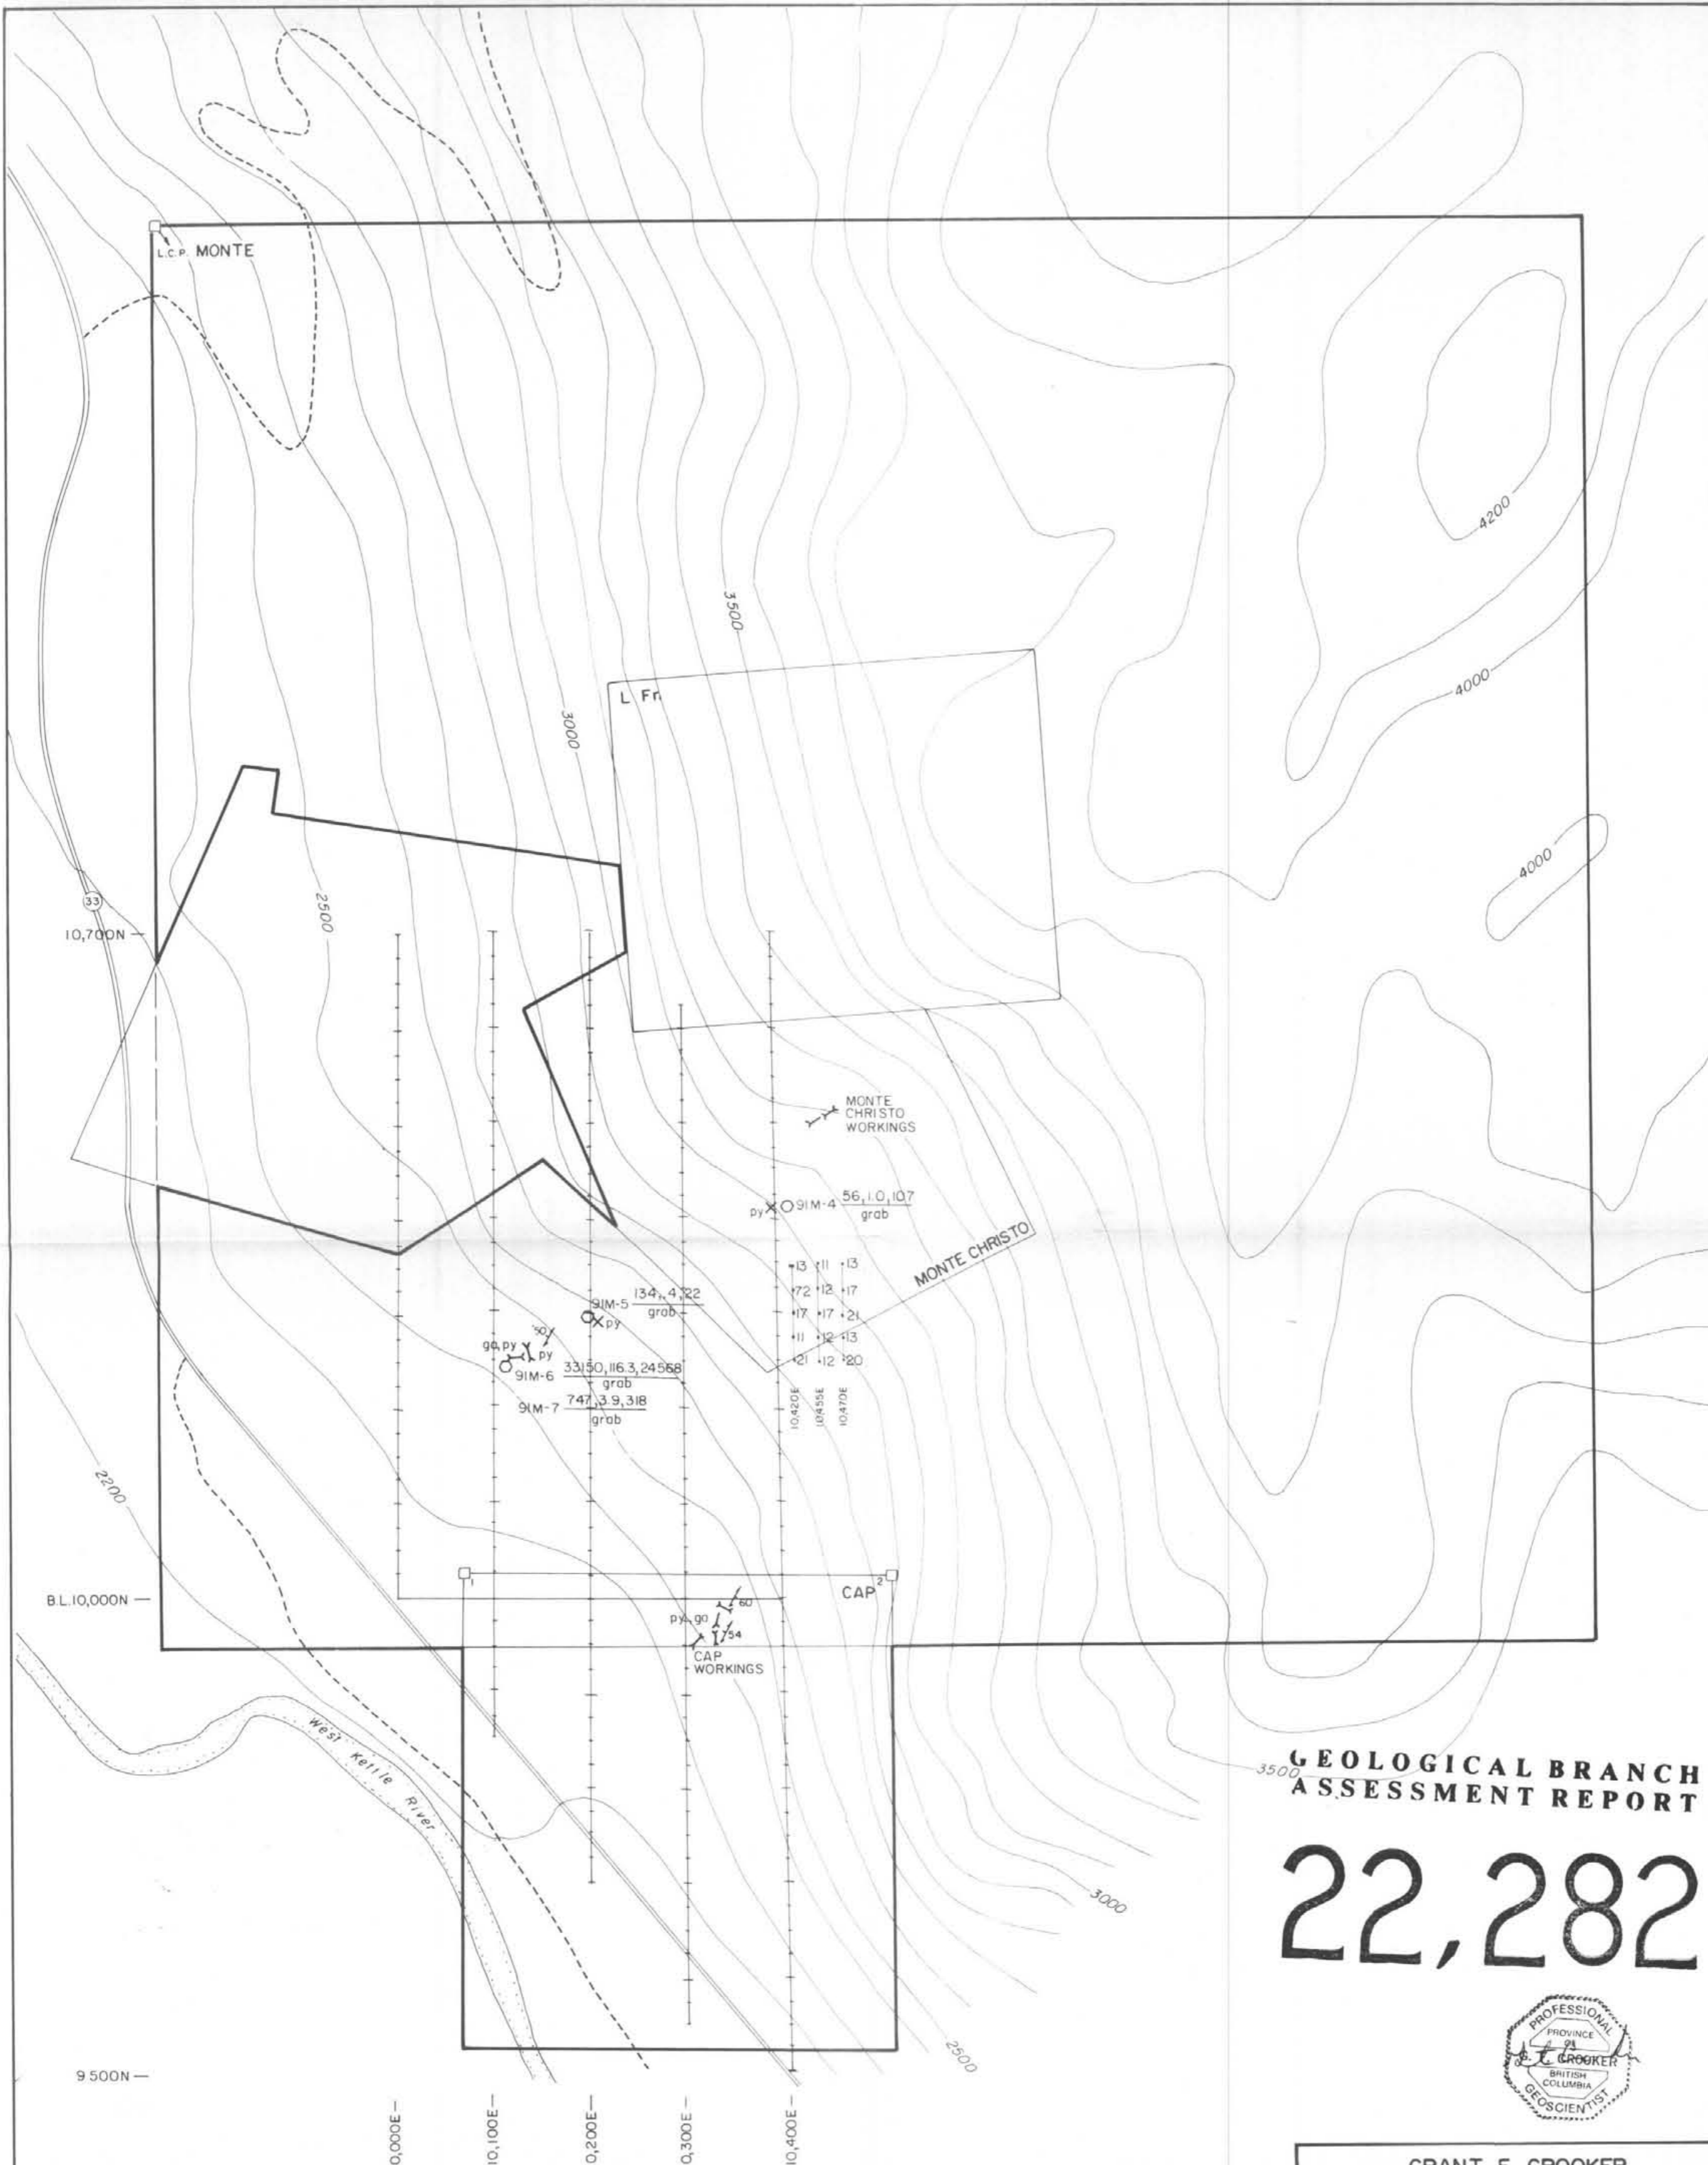 L.C.P. MONTE
4200
3500
4000
L Fr.
3000
4000
2500
33
10,700N
MONTE
CHRISTO
WORKINGS
py 91M-4 56,1.0,107
grab
MONTE CHRISTO
13 11 13
72 12 17
17 17 21
11 12 13
21 12 20
10,420E
10,455E
10,470E
91M-5 134,.4,22
grab
py
50
ga,py
py
91M-6 33150,116.3,24568
grab
91M-7 747,3.9,318
grab
2200
1
CAP 2
B.L.10,000N
60
py,ga
54
CAP
WORKINGS
West Kettle River
3500
GEOLOGICAL BRANCH
ASSESSMENT REPORT
22,282
3000
2500
PROFESSIONAL
PROVINCE
OF
CROOKER
BRITISH
COLUMBIA
GEOSCIENTIST
9500N
0,000E
10,100E
0,200E
0,300E
10,400E
GRANT F. CROOKER